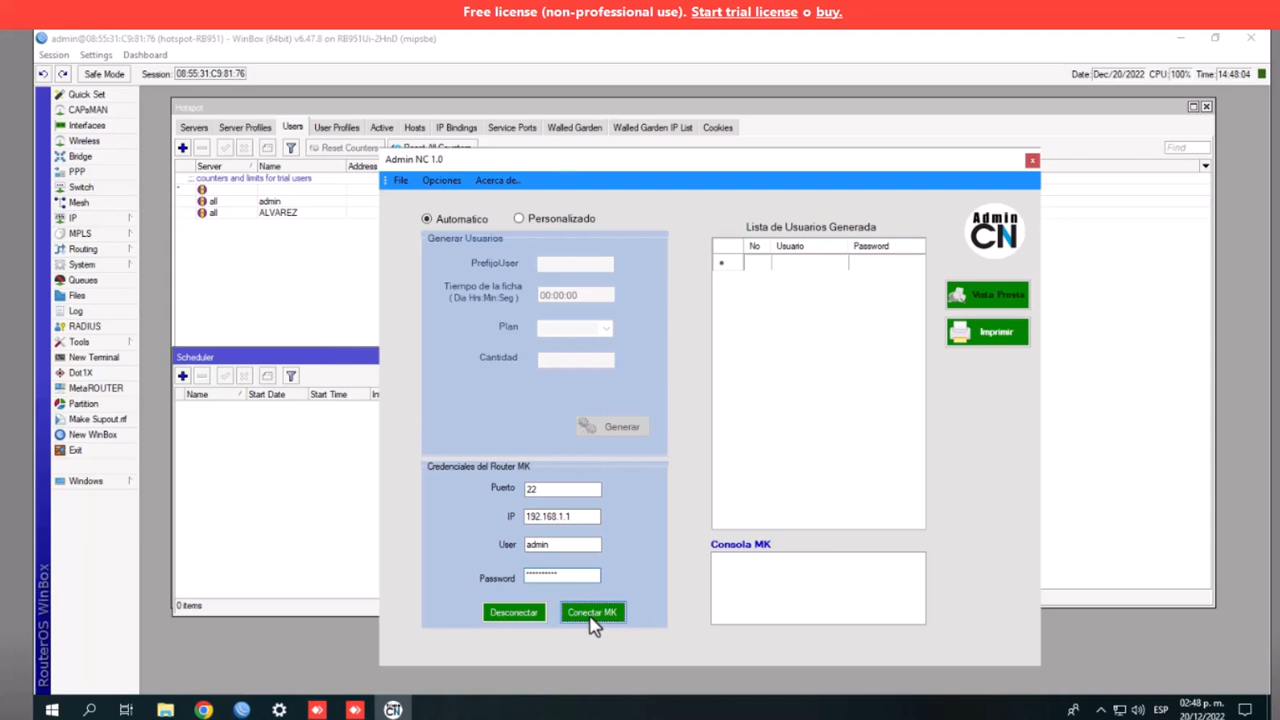 Free license (non-professional use). Start trial license o buy.
admin@08:55:31:C9:81:76 (hotspot-RB951) - WinBox (64bit) v6.47.8 on RB951Ui-2HnD (mipsbe)
Session Settings Dashboard
Safe Mode Session: 08:55:31:C9:81:76 Date: Dec/20/2022 CPU: 100% Time: 14:48:04
Quick Set
CAPsMAN
Interfaces
Wireless
Bridge
PPP
Switch
Mesh
IP
MPLS
Routing
System
Queues
Files
Log
RADIUS
Tools
New Terminal
Dot1X
MetaROUTER
Partition
Make Supout.rif
New WinBox
Exit
Windows
RouterOS WinBox
Hotspot
Servers Server Profiles Users User Profiles Active Hosts IP Bindings Service Ports Walled Garden Walled Garden IP List Cookies
Reset Counters Reset All Counters Find
Server Name Address
::: counters and limits for trial users
all admin
all ALVAREZ
Scheduler
Name Start Date Start Time
0 items
Admin NC 1.0
File Opciones Acerca de..
Automatico Personalizado
Generar Usuarios
PrefijoUser
Tiempo de la ficha
( Dia Hrs:Min:Seg ) 00:00:00
Plan
Cantidad
Generar
Credenciales del Router MK
Puerto 22
IP 192.168.1.1
User admin
Password ----------
Desconectar Conectar MK
Lista de Usuarios Generada
No Usuario Password
Consola MK
Admin
CN
Vista Previa
Imprimir
CN
ESP
02:48 p. m.
20/12/2022